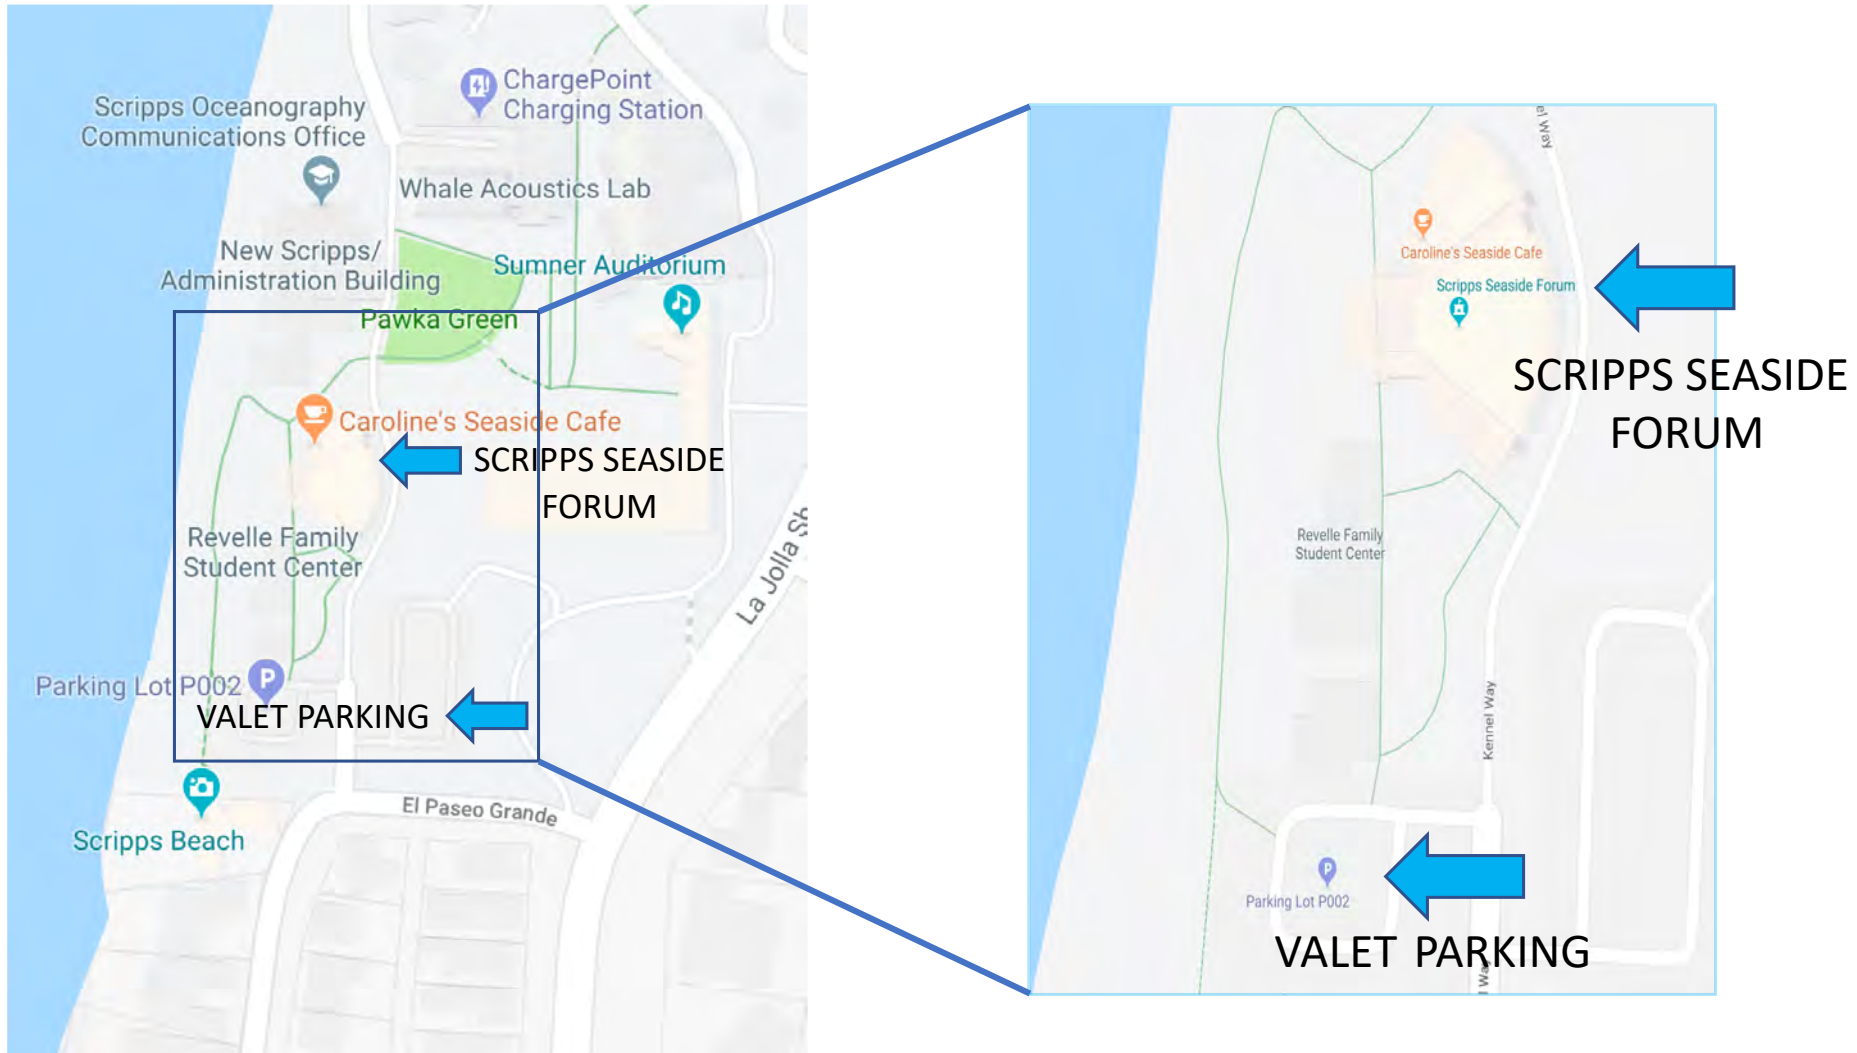 ChargePoint
Charging Station
Scripps Oceanography
Communications Office
Whale Acoustics Lab
New Scripps/
Administration Building
Sumner Auditorium
Pawka Green
Caroline's Seaside Cafe
SCRIPPS SEASIDE
FORUM
Revelle Family
Student Center
La Jolla Sh
Parking Lot P002
P
VALET PARKING
El Paseo Grande
Scripps Beach
el Way
Caroline's Seaside Cafe
Scripps Seaside Forum
SCRIPPS SEASIDE
FORUM
Revelle Family
Student Center
Kennel Way
P
Parking Lot P002
VALET PARKING
l Way